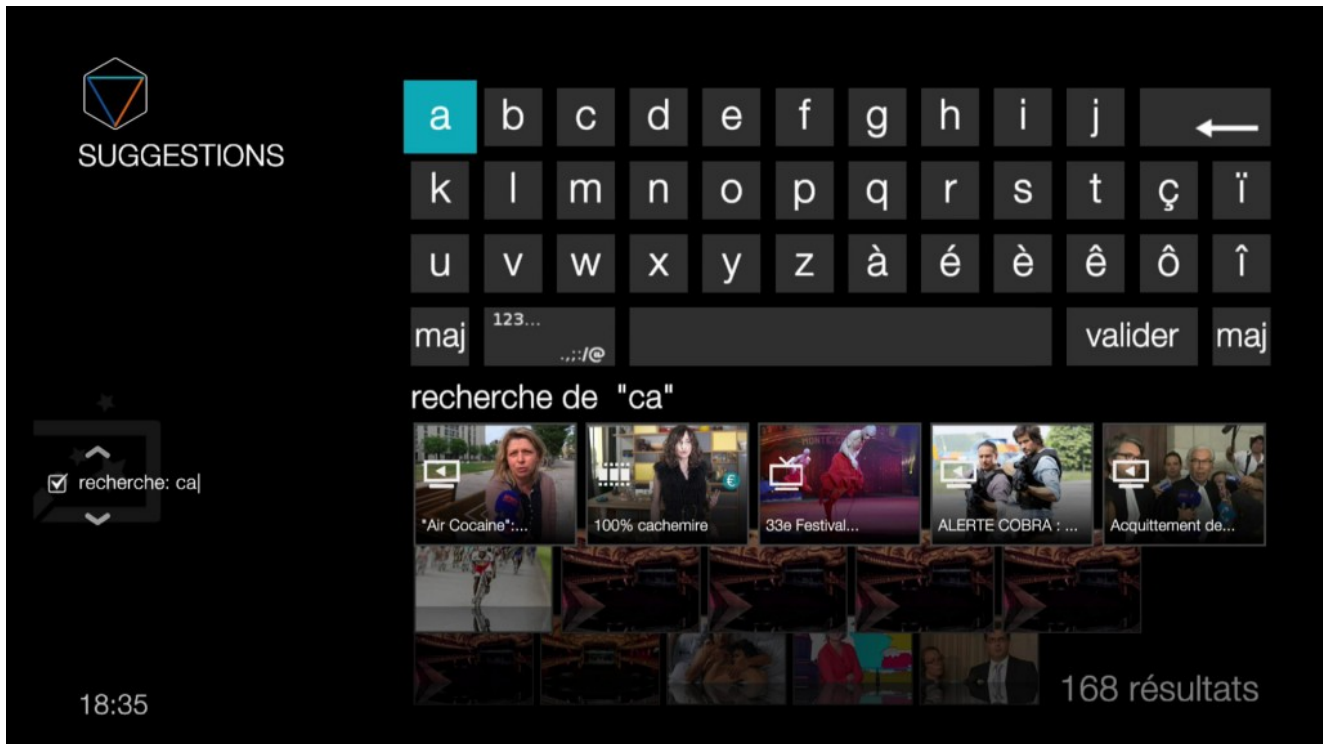 SUGGESTIONS
a b c d e f g h i j
k l m n o p q r s t ç ï
u v w x y z à é è ê ô î
maj 123... .,;:/@ valider maj
recherche de "ca"
recherche: ca
"Air Cocaine":...
100% cachemire
€
33e Festival...
ALERTE COBRA : ...
Acquittement de...
168 résultats
18:35